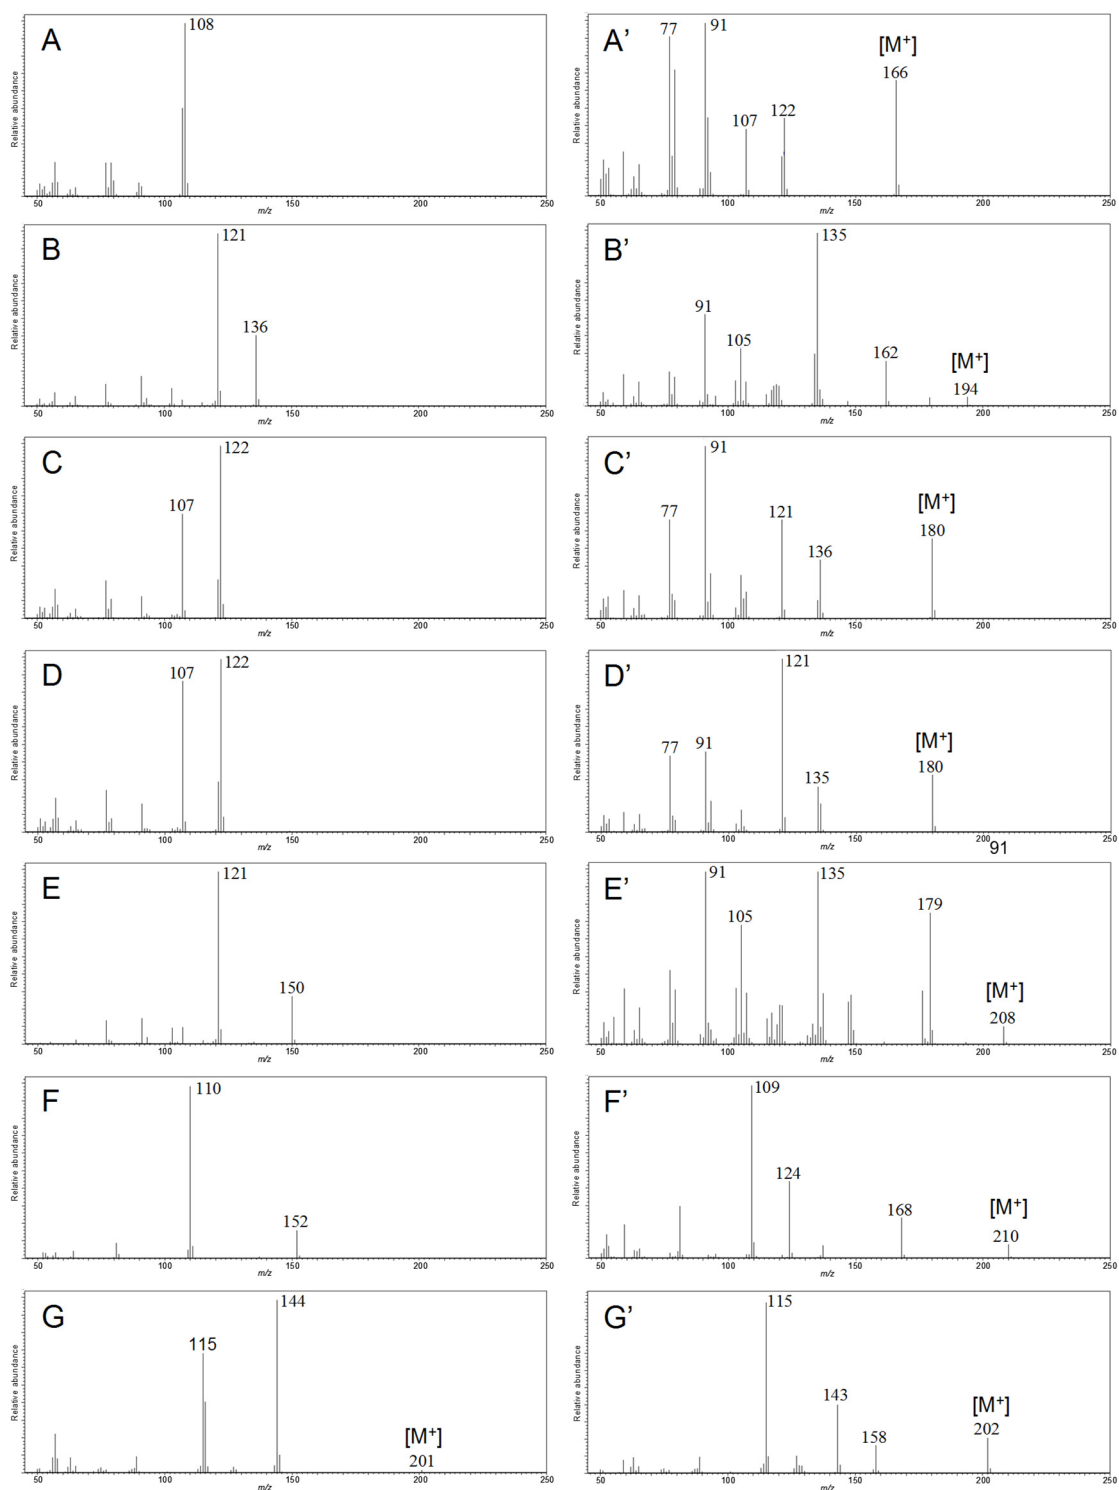 A
108
Relative abundance
50 100 150 200 250
m/z
A’
77
91
107
122
[M⁺]
166
Relative abundance
50 100 150 200 250
m/z
B
121
136
Relative abundance
50 100 150 200 250
m/z
B’
135
91
105
162
[M⁺]
194
Relative abundance
50 100 150 200 250
m/z
C
122
107
Relative abundance
50 100 150 200 250
m/z
C’
91
77
121
136
[M⁺]
180
Relative abundance
50 100 150 200 250
m/z
D
122
107
Relative abundance
50 100 150 200 250
m/z
D’
121
77
91
135
[M⁺]
180
Relative abundance
50 100 150 200 250
m/z
91
E
121
150
Relative abundance
50 100 150 200 250
m/z
E’
91
135
105
179
[M⁺]
208
Relative abundance
50 100 150 200 250
m/z
F
110
152
Relative abundance
50 100 150 200 250
m/z
F’
109
124
168
[M⁺]
210
Relative abundance
50 100 150 200 250
m/z
G
144
115
[M⁺]
201
Relative abundance
50 100 150 200 250
m/z
G’
115
143
158
[M⁺]
202
Relative abundance
50 100 150 200 250
m/z